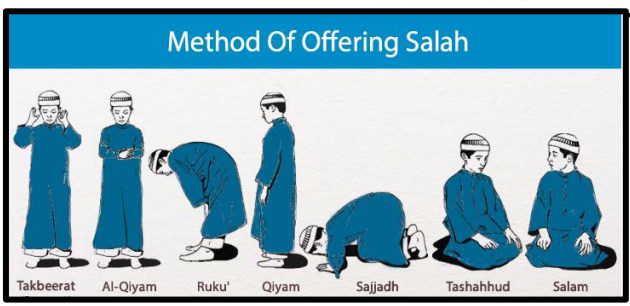 Method Of Offering Salah
Takbeerat Al-Qiyam Ruku' Qiyam Sajjadh Tashahhud Salam